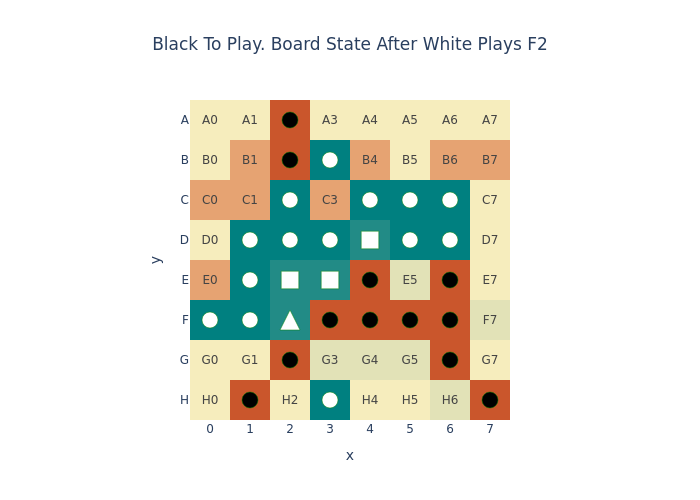 Black To Play. Board State After White Plays F2
A A0 A1 A3 A4 A5 A6 A7
B B0 B1 B4 B5 B6 B7
C C0 C1 C3 C7
D D0 D7
E E0 E5 E7
F F7
G G0 G1 G3 G4 G5 G7
H H0 H2 H4 H5 H6
0 1 2 3 4 5 6 7
x
y